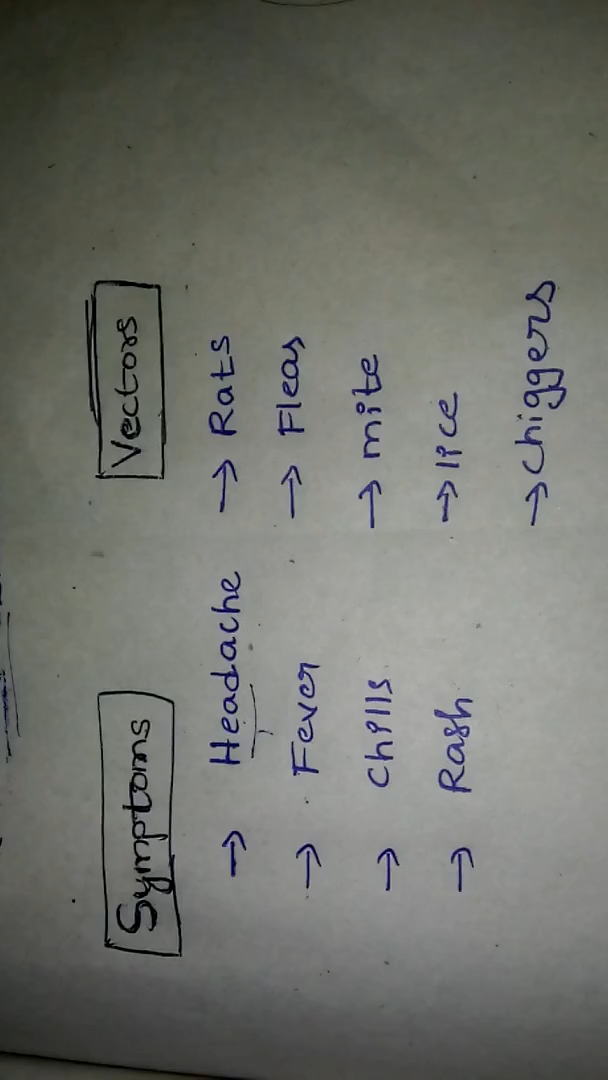 Symptoms
→ Headache
→ Fever
→ Chills
→ Rash
Vectors
→ Rats
→ Fleas
→ mite
→ lice
→ chiggers